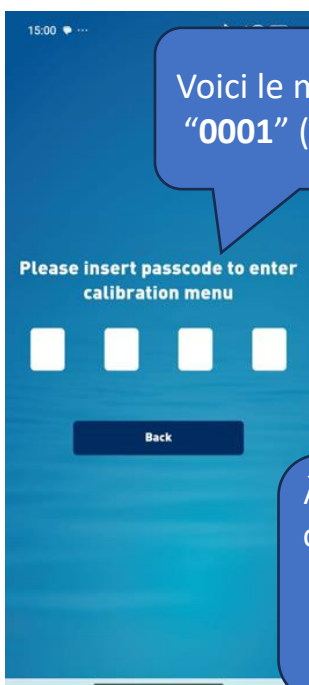 15:00
Voici le
“0001” (
Please insert passcode to enter
calibration menu
Back